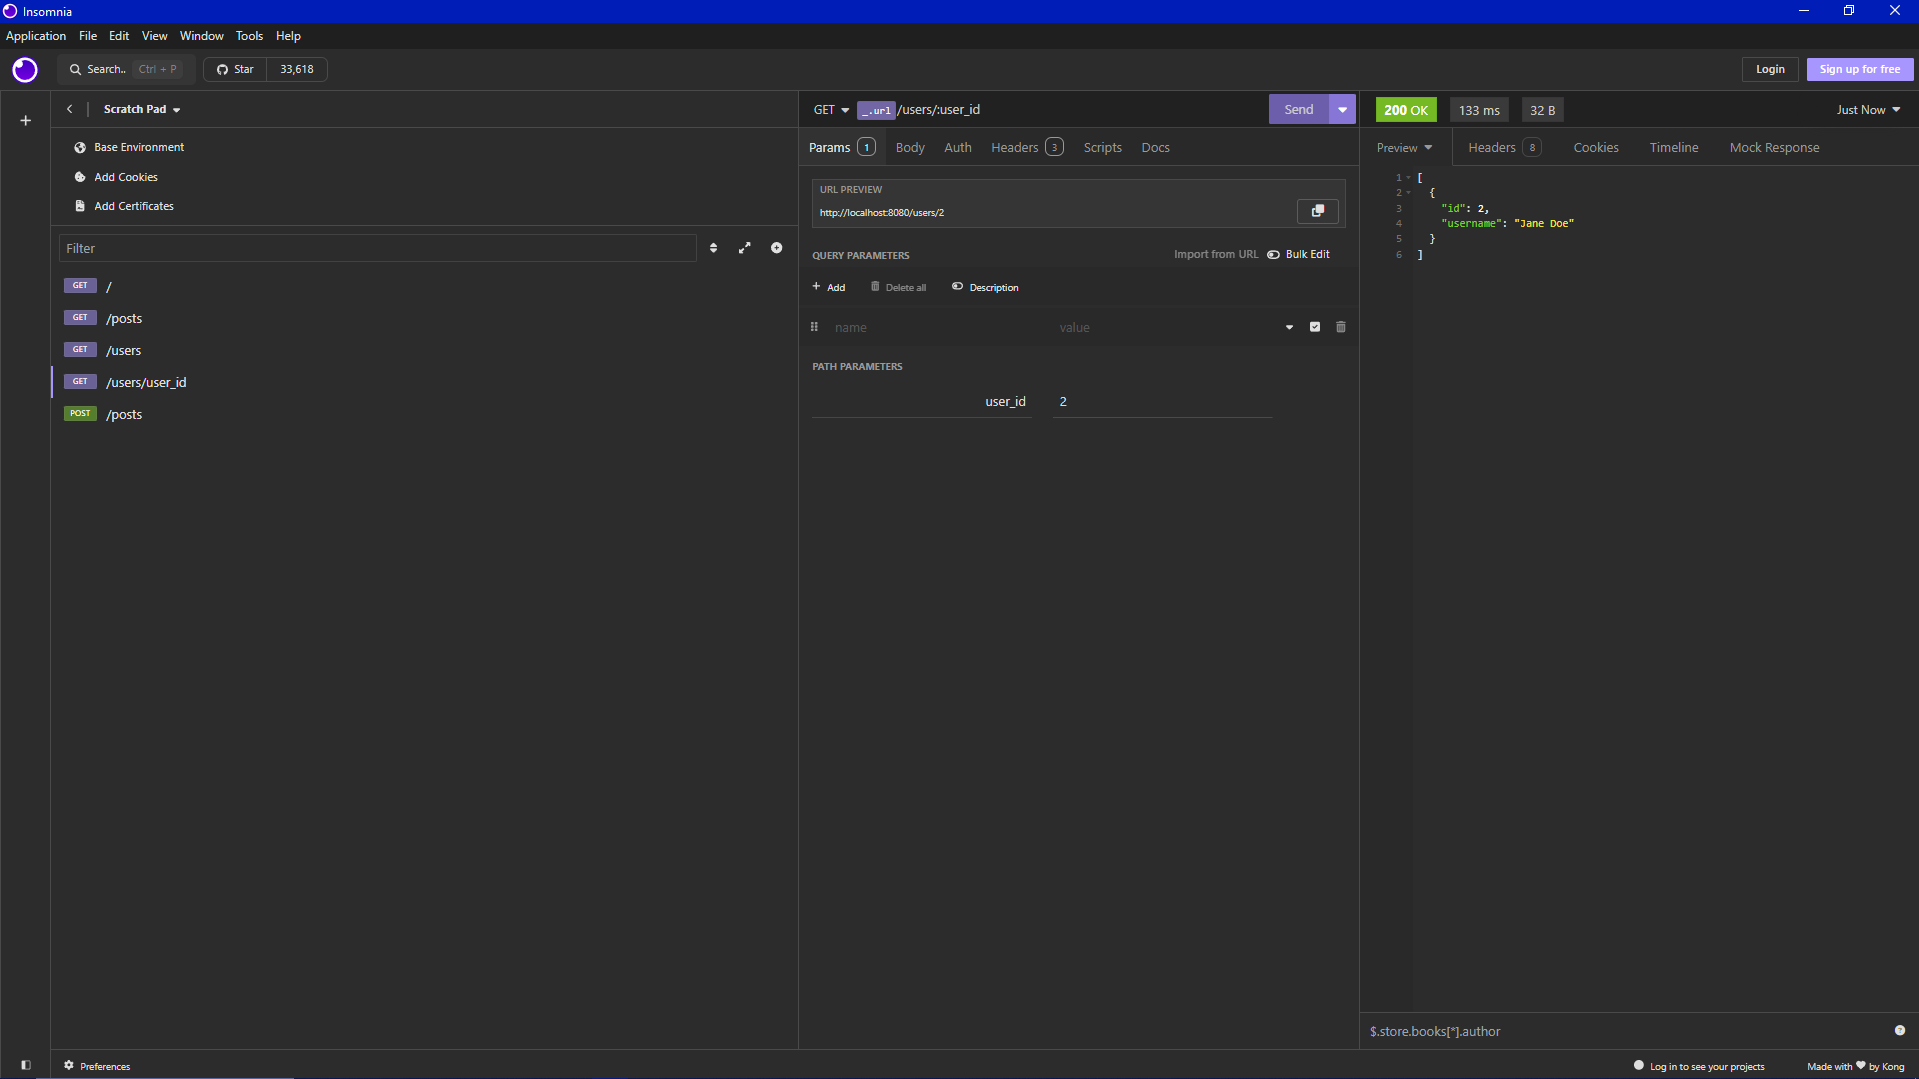 Insomnia
Application File Edit View Window Tools Help
Search.. Ctrl + P Star 33,618 Login Sign up for free
Scratch Pad
Base Environment
Add Cookies
Add Certificates
Filter
GET /
GET /posts
GET /users
GET /users/user_id
POST /posts
Preferences
GET _.url /users/:user_id Send
Params 1 Body Auth Headers 3 Scripts Docs
URL PREVIEW
http://localhost:8080/users/2
QUERY PARAMETERS Import from URL Bulk Edit
+ Add Delete all Description
name value
PATH PARAMETERS
user_id 2
200 OK 133 ms 32 B Just Now
Preview Headers 8 Cookies Timeline Mock Response
1 [
2 {
3 "id": 2,
4 "username": "Jane Doe"
5 }
6 ]
$.store.books[*].author
Log in to see your projects Made with ♥ by Kong